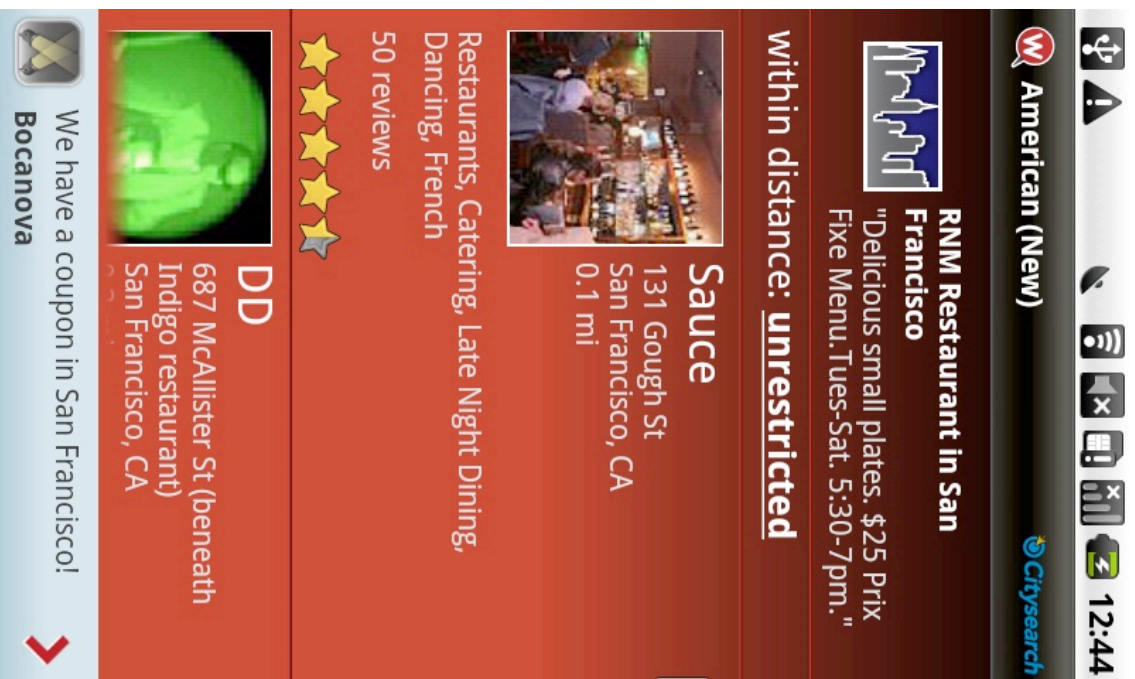 12:44
American (New)
Citysearch
RNM Restaurant in San
Francisco
"Delicious small plates. $25 Prix
Fixe Menu.Tues-Sat. 5:30-7pm."
within distance: unrestricted
Sauce
131 Gough St
San Francisco, CA
0.1 mi
Restaurants, Catering, Late Night Dining,
Dancing, French
50 reviews
DD
687 McAllister St (beneath
Indigo restaurant)
San Francisco, CA
We have a coupon in San Francisco!
Bocanova